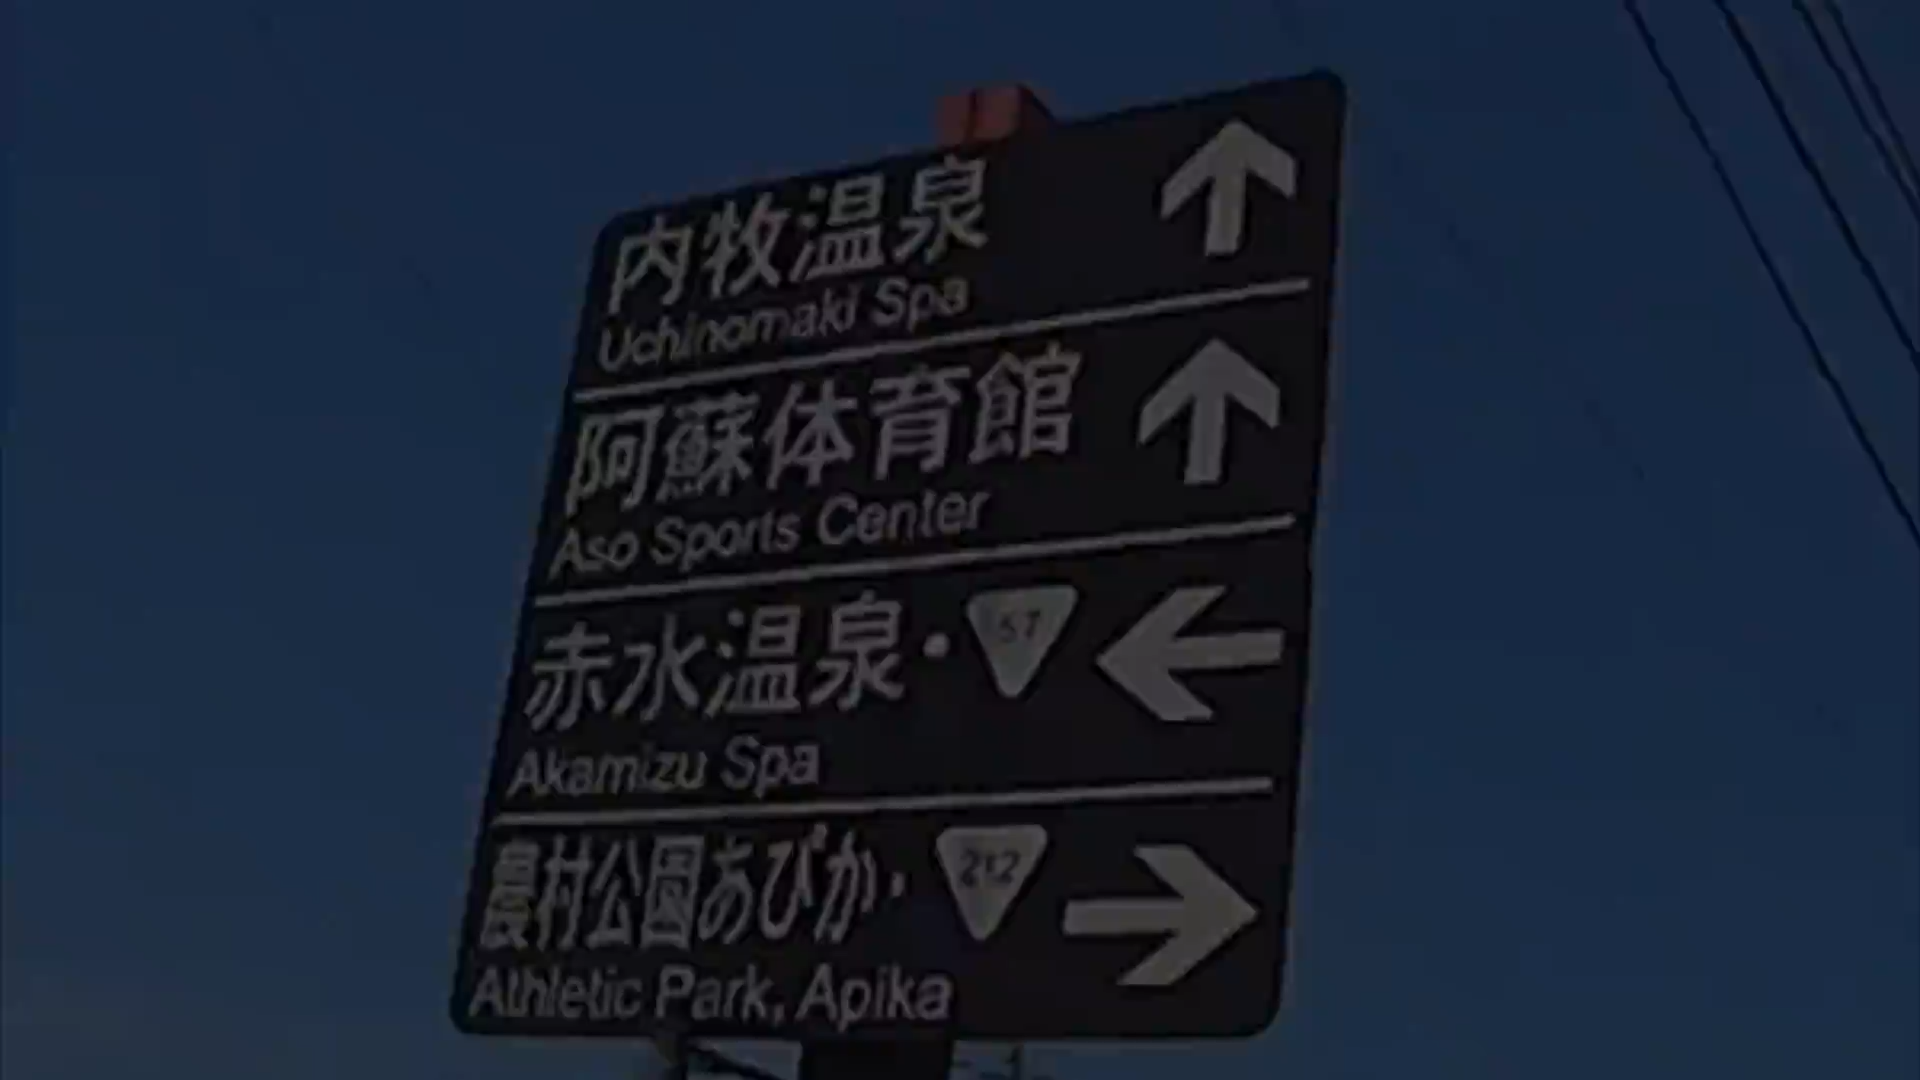 内牧温泉
Uchinomaki Spa
阿蘇体育館
Aso Sports Center
赤水温泉・57
Akamizu Spa
農村公園あぴか・212
Athletic Park, Apika